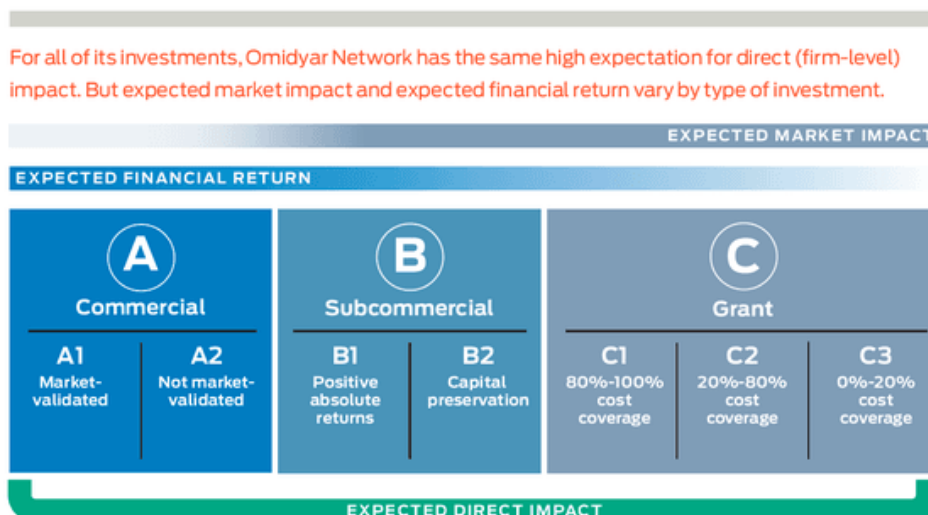 For all of its investments, Omidyar Network has the same high expectation for direct (firm-level)
impact. But expected market impact and expected financial return vary by type of investment.
EXPECTED MARKET IMPACT
EXPECTED FINANCIAL RETURN
A
Commercial
A1
Market-
validated
A2
Not market-
validated
B
Subcommercial
B1
Positive
absolute
returns
B2
Capital
preservation
C
Grant
C1
80%-100%
cost
coverage
C2
20%-80%
cost
coverage
C3
0%-20%
cost
coverage
EXPECTED DIRECT IMPACT